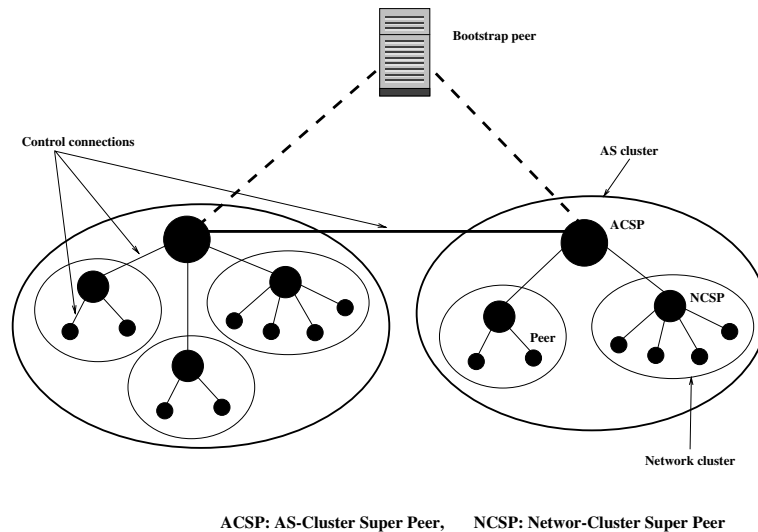 Bootstrap peer
Control connections
AS cluster
ACSP
NCSP
Peer
Network cluster
ACSP: AS-Cluster Super Peer, NCSP: Networ-Cluster Super Peer